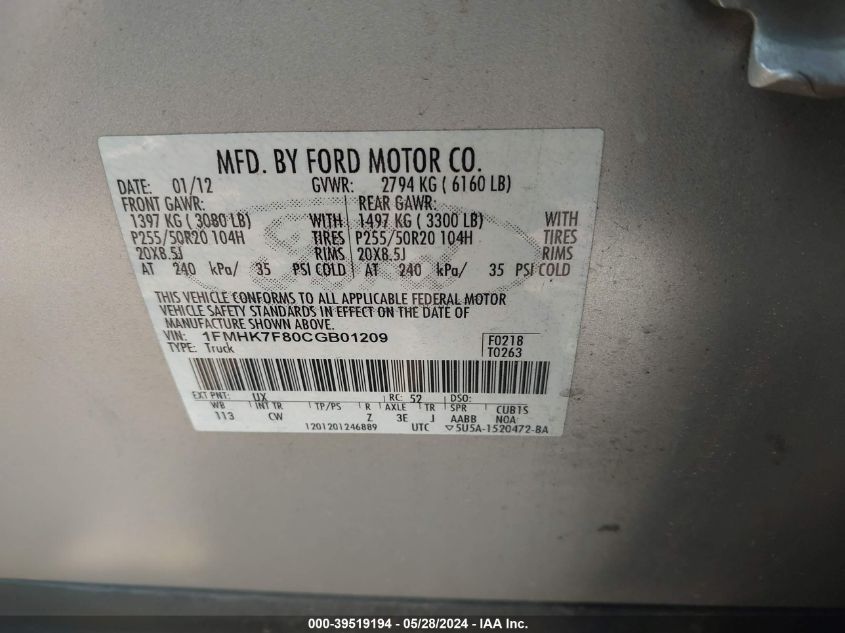 MFD. BY FORD MOTOR CO.
DATE: 01/12 GVWR: 2794 KG ( 6160 LB)
FRONT GAWR: REAR GAWR:
1397 KG ( 3080 LB) WITH 1497 KG ( 3300 LB) WITH
P255/50R20 104H TIRES P255/50R20 104H TIRES
20X8.5J RIMS 20X8.5J RIMS
AT 240 kPa/ 35 PSI COLD AT 240 kPa/ 35 PSI COLD
THIS VEHICLE CONFORMS TO ALL APPLICABLE FEDERAL MOTOR
VEHICLE SAFETY STANDARDS IN EFFECT ON THE DATE OF
MANUFACTURE SHOWN ABOVE.
VIN: 1FMHK7F80CGB01209 F0218
TYPE: Truck T0263
EXT PNT: UX RC: 52 DSO:
WB INT TR TP/PS R AXLE TR SPR CUB1S
113 CW Z 3E J AABB NOA
1201201246889 UTC ▽5U5A-1520472-BA
000-39519194 - 05/28/2024 - IAA Inc.